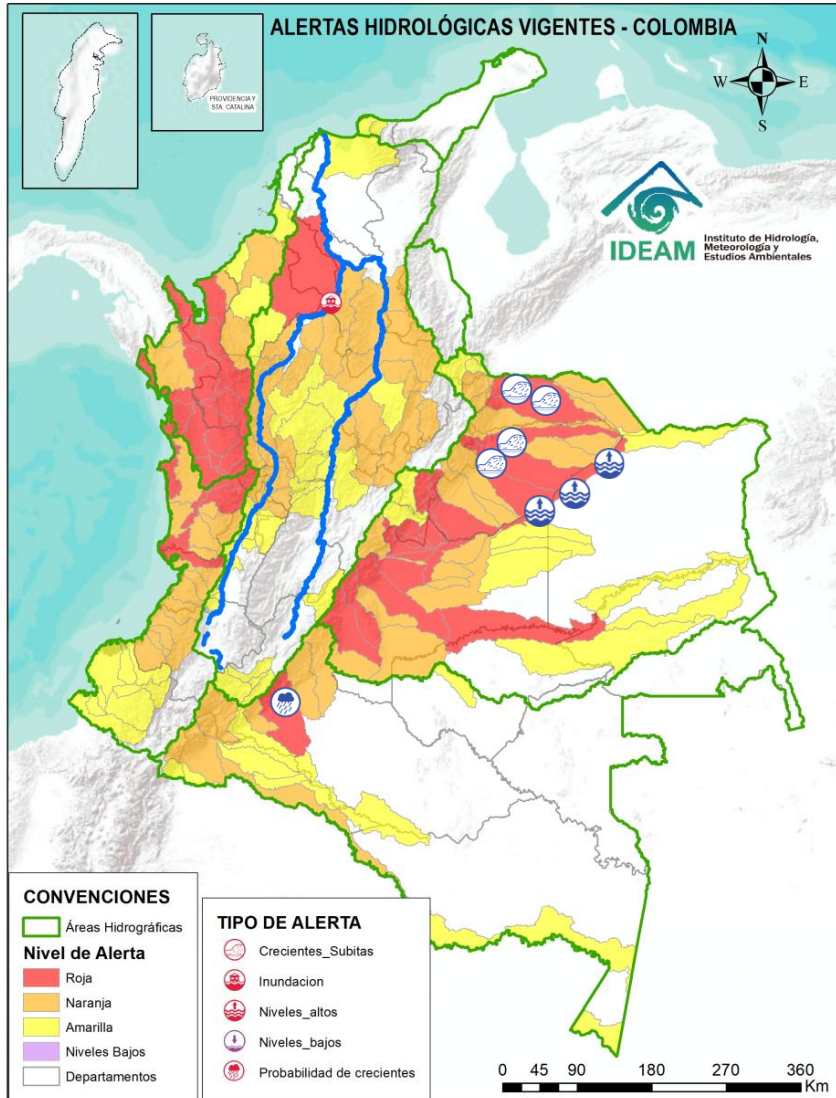 ALERTAS HIDROLÓGICAS VIGENTES - COLOMBIA
PROVIDENCIA Y
STA. CATALINA
N
W
E
S
IDEAM
Instituto de Hidrología,
Meteorología y
Estudios Ambientales
CONVENCIONES
Áreas Hidrográficas
Nivel de Alerta
Roja
Naranja
Amarilla
Niveles Bajos
Departamentos
TIPO DE ALERTA
Crecientes_Subitas
Inundacion
Niveles_altos
Niveles_bajos
Probabilidad de crecientes
0 45 90 180 270 360
Km